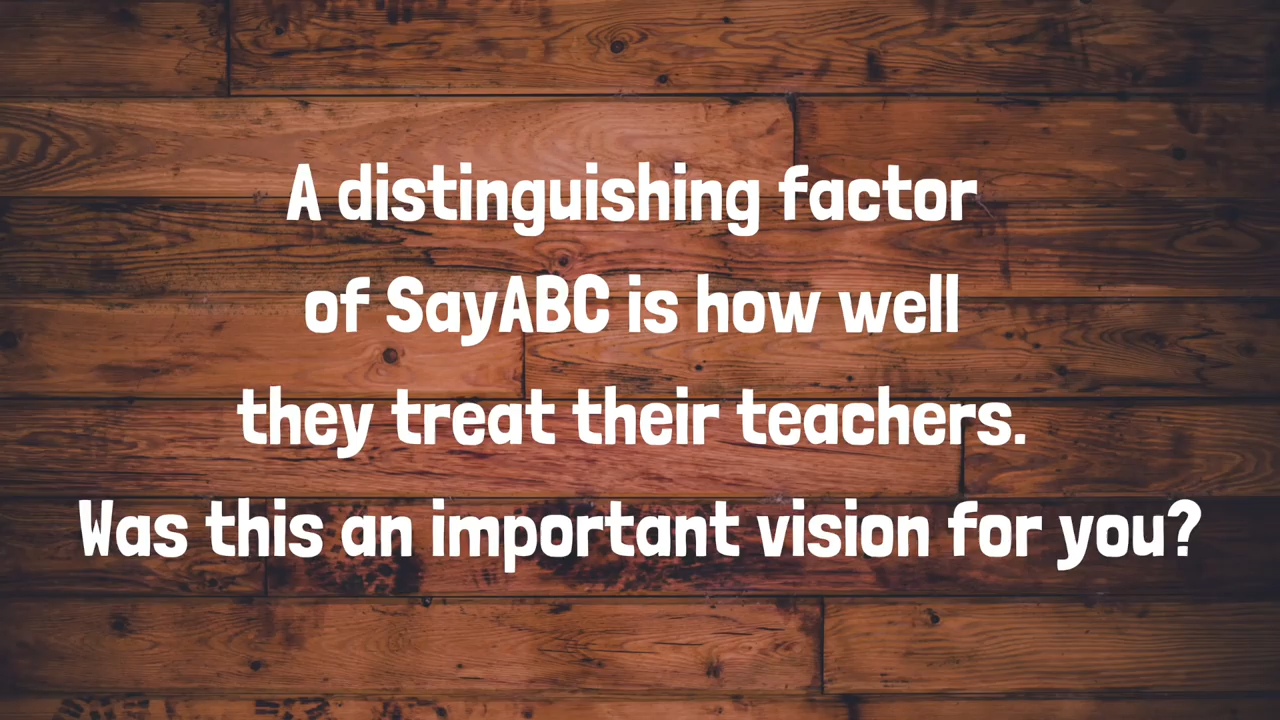 A distinguishing factor
of SayABC is how well
they treat their teachers.
Was this an important vision for you?